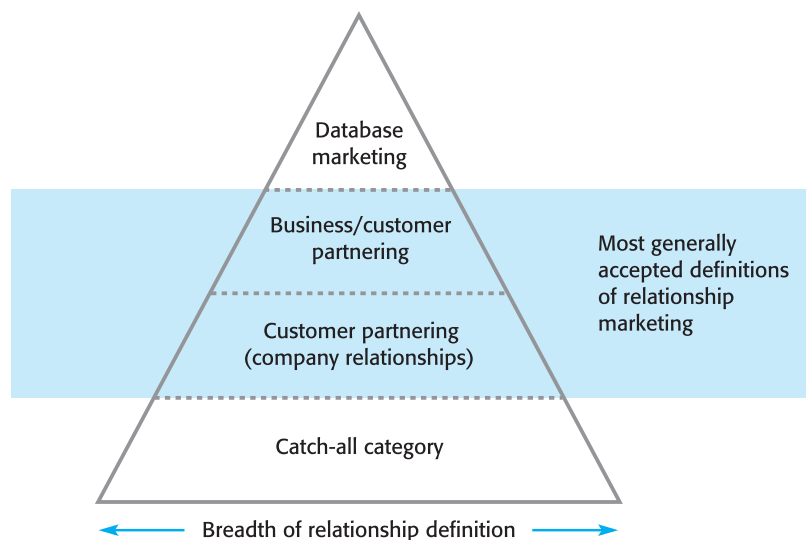 Database
marketing
Business/customer
partnering
Most generally
accepted definitions
of relationship
marketing
Customer partnering
(company relationships)
Catch-all category
Breadth of relationship definition